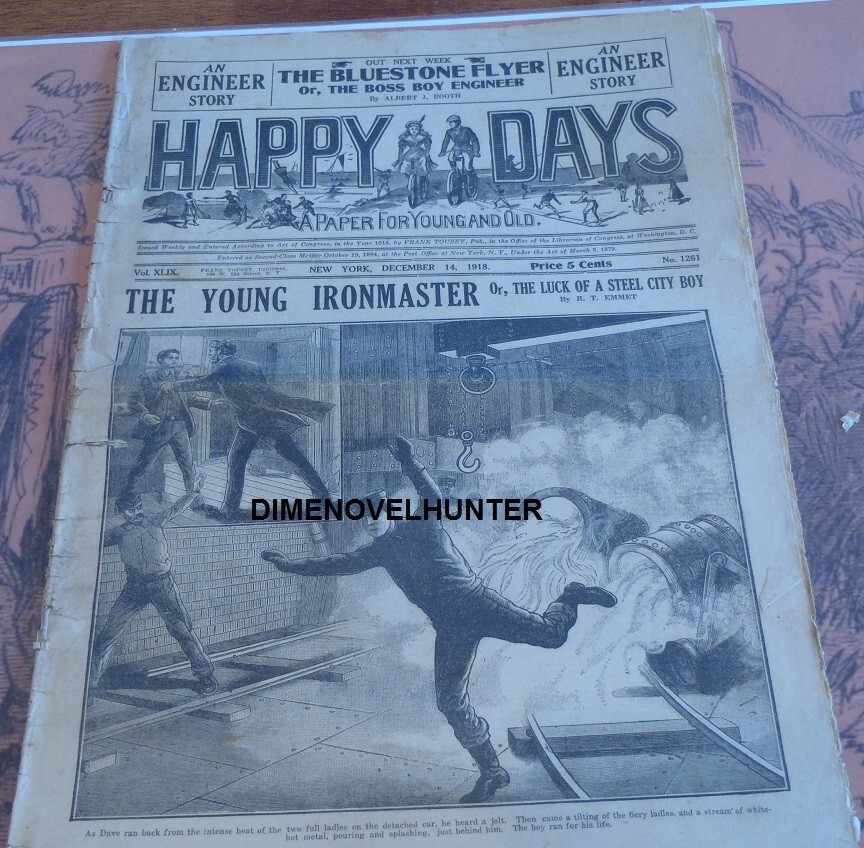 AN
ENGINEER
STORY
OUT NEXT WEEK
THE BLUESTONE FLYER
Or, THE BOSS BOY ENGINEER
By ALBERT J. BOOTH
AN
ENGINEER
STORY
HAPPY DAYS
A PAPER FOR YOUNG AND OLD.
Issued Weekly and Entered According to Act of Congress, in the Year 1918, by FRANK TOUSEY, Pub., in the Office of the Librarian of Congress, at Washington, D. C.
Entered as Second-Class Matter October 19, 1894, at the Post Office at New York, N. Y., Under the Act of March 3, 1879.
Vol. XLIX. FRANK TOUSEY, Publisher, NEW YORK, DECEMBER 14, 1918. Price 5 Cents No. 1261
THE YOUNG IRONMASTER Or, THE LUCK OF A STEEL CITY BOY
By R. T. EMMET
DIMENOVELHUNTER
As Dave ran back from the intense heat of the two full ladles on the detached car, he heard a jolt. Then came a tilting of the fiery ladles, and a stream of white-
hot metal, pouring and splashing, just behind him. The boy ran for his life.